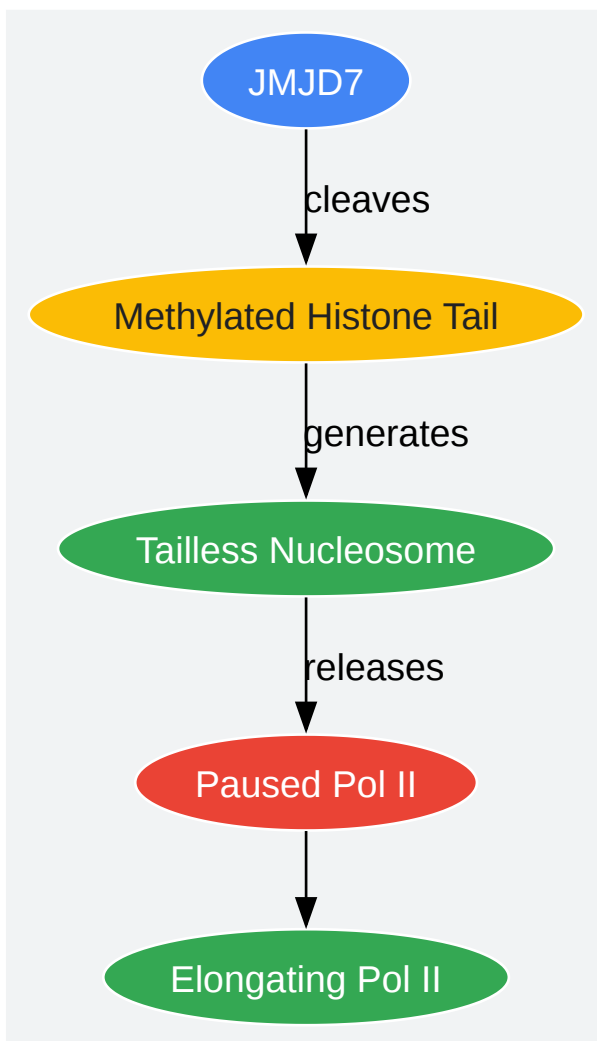 JMJD7
cleaves
Methylated Histone Tail
generates
Tailless Nucleosome
releases
Paused Pol II
Elongating Pol II